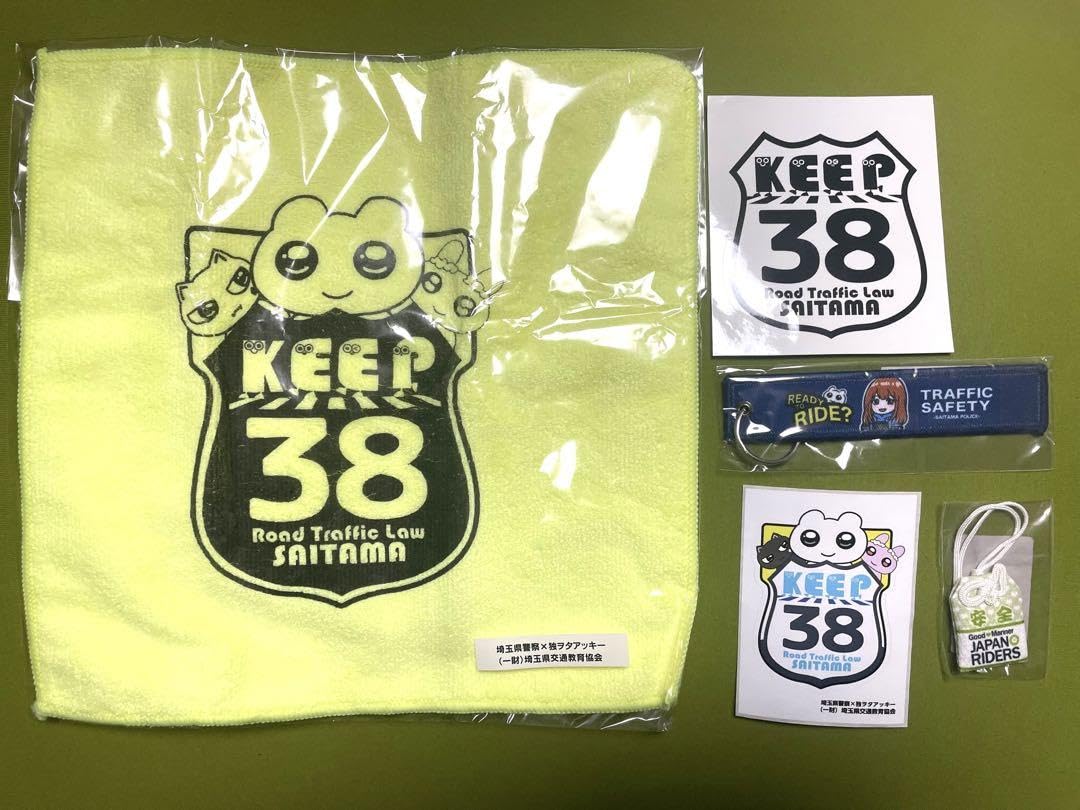 KEEP
38
Road Traffic Law
SAITAMA
埼玉県警察×独ヲタアッキー
(一財)埼玉県交通教育協会
KEEP
38
Road Traffic Law
SAITAMA
READY
TO
RIDE?
TRAFFIC
SAFETY
-SAITAMA POLICE-
KEEP
38
Road Traffic Law
SAITAMA
埼玉県警察×独ヲタアッキー
(一財)埼玉県交通教育協会
安全
Good Manner
JAPAN
RIDERS